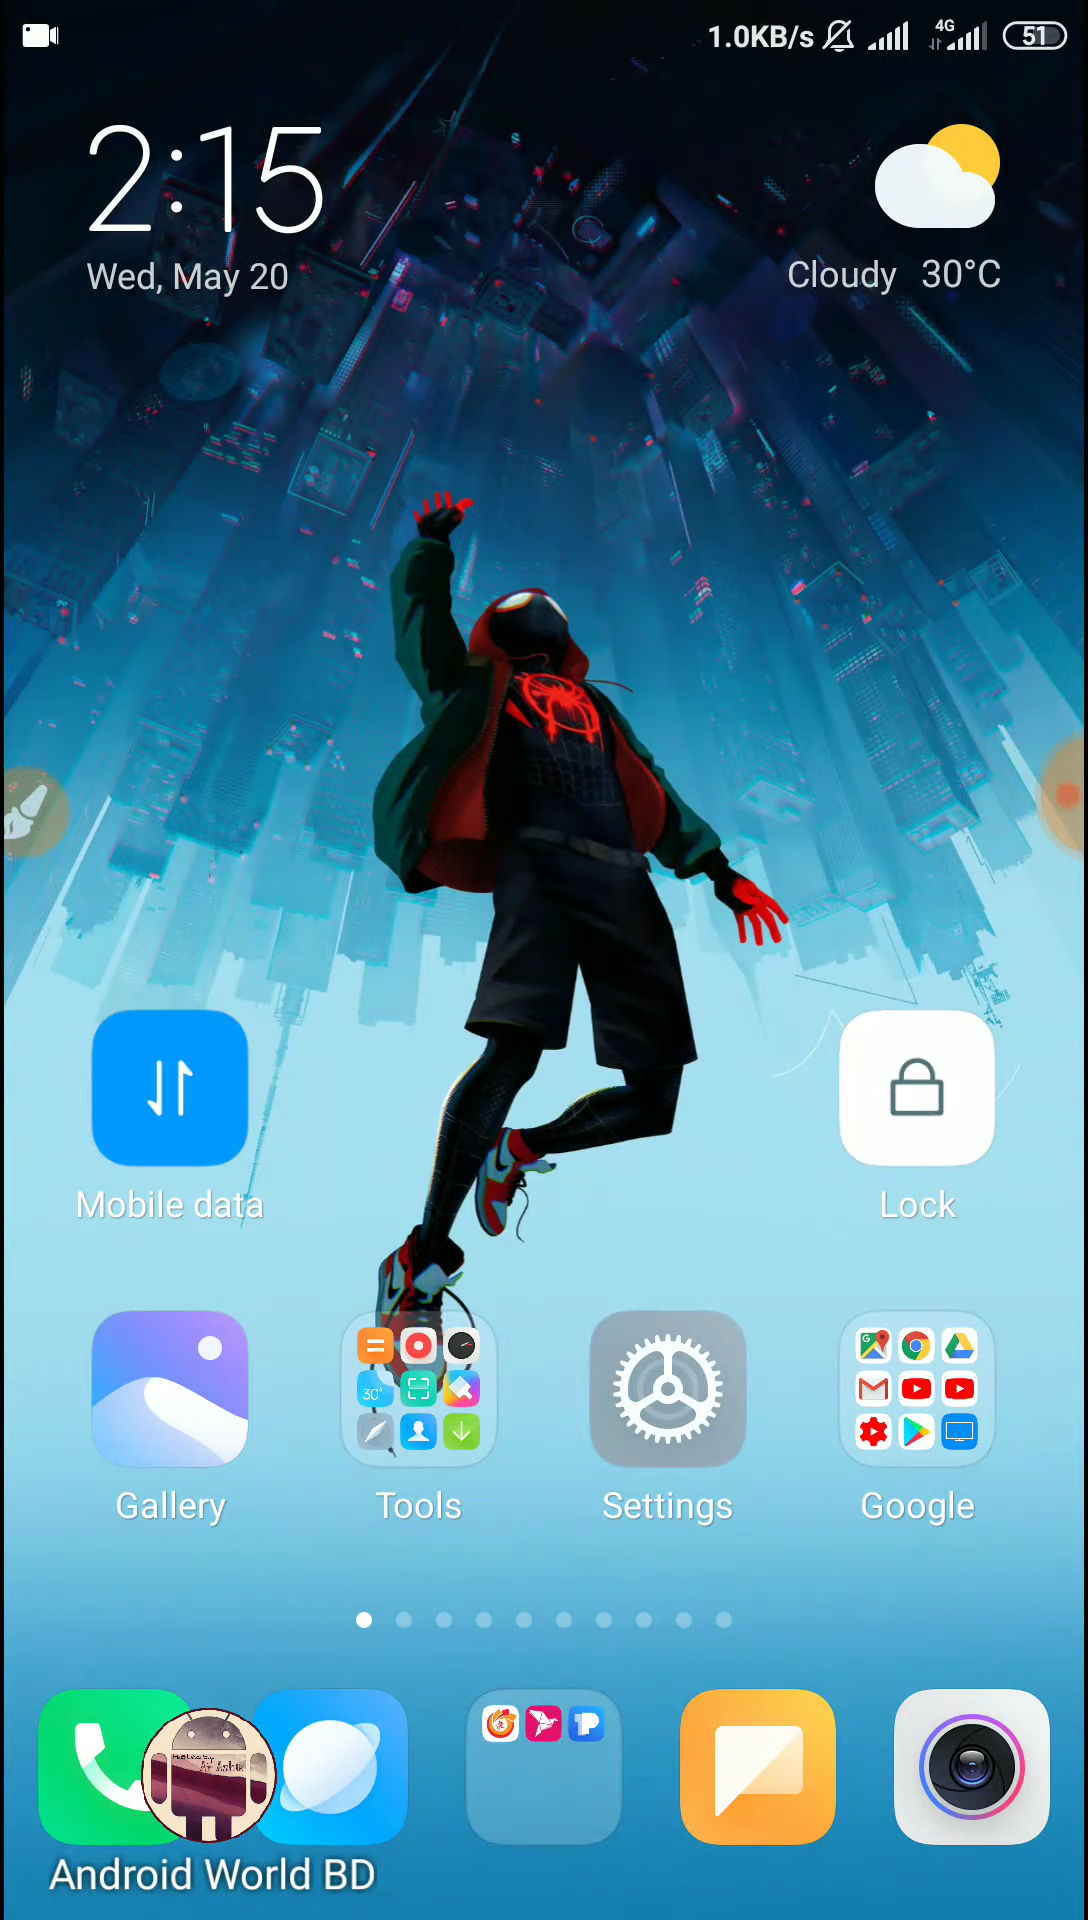 1.0KB/s 4G 51
2:15
Wed, May 20
Cloudy 30°C
Mobile data
Lock
30°
Gallery
Tools
Settings
Google
Android World BD